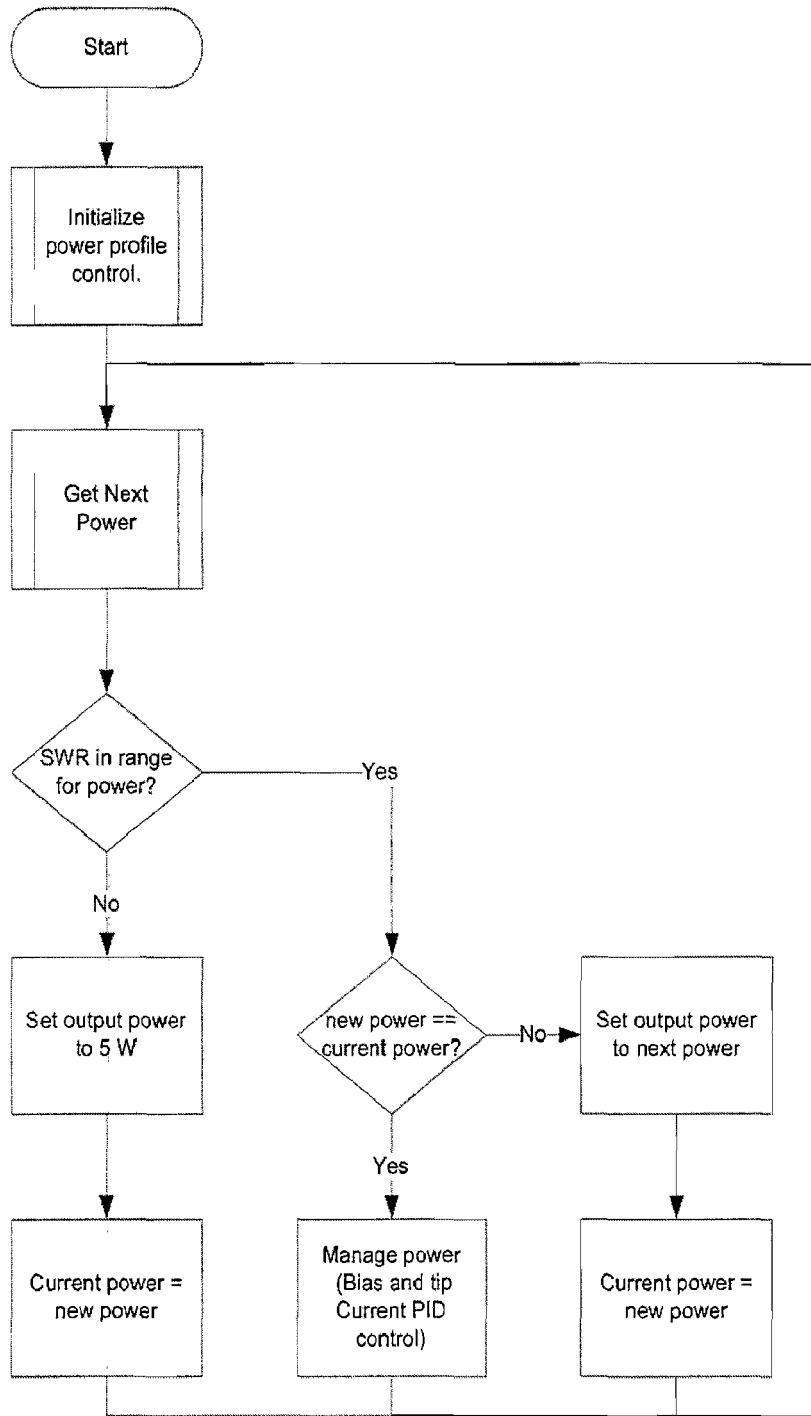 Start
Initialize
power profile
control.
Get Next
Power
SWR in range
for power?
Yes
No
Set output power
to 5 W
new power ==
current power?
No
Set output power
to next power
Yes
Current power =
new power
Manage power
(Bias and tip
Current PID
control)
Current power =
new power